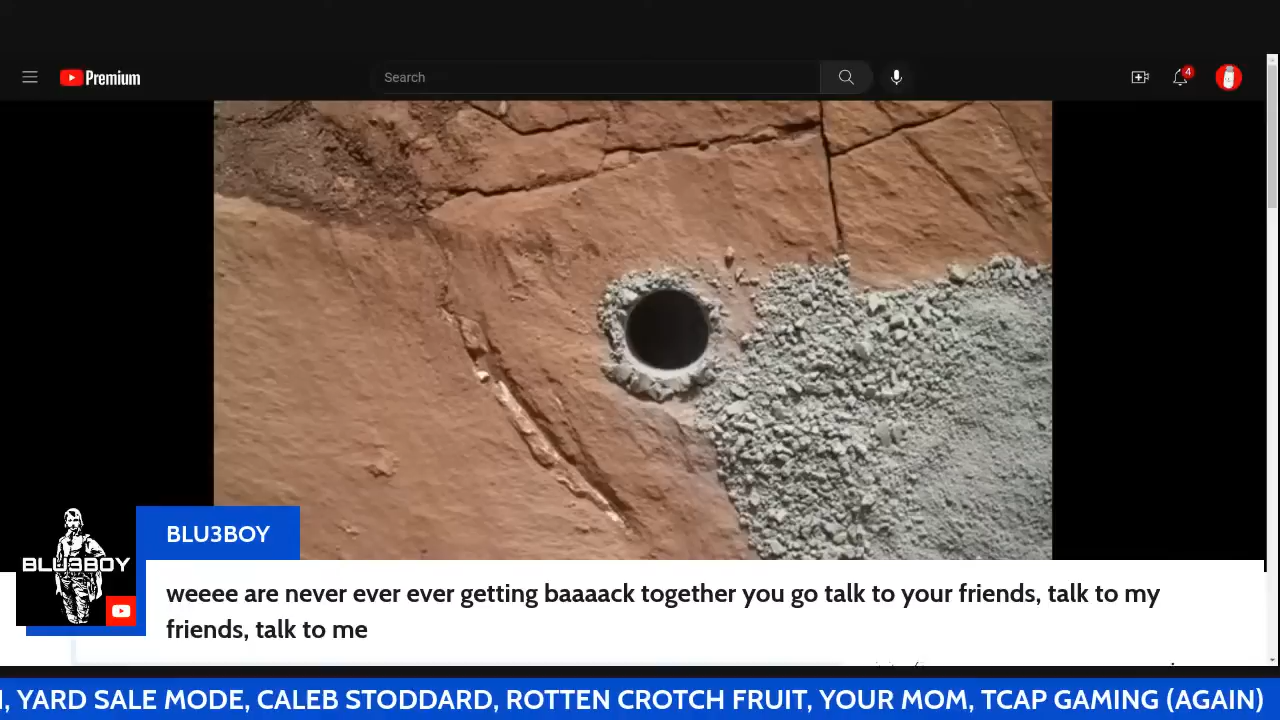 Premium
Search
4
BLU3BOY
BLU3BOY
weeee are never ever ever getting baaaack together you go talk to your friends, talk to my
friends, talk to me
, YARD SALE MODE, CALEB STODDARD, ROTTEN CROTCH FRUIT, YOUR MOM, TCAP GAMING (AGAIN)